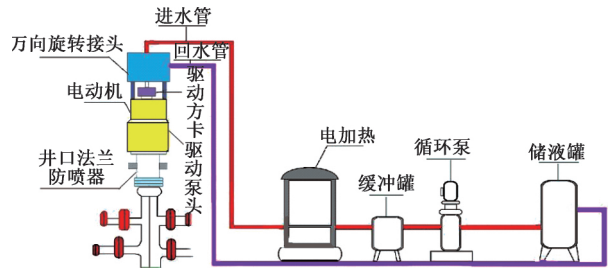 进水管
万向旋转接头
回水管
电动机
驱动方卡
驱动泵头
井口法兰
防喷器
电加热
缓冲罐
循环泵
储液罐